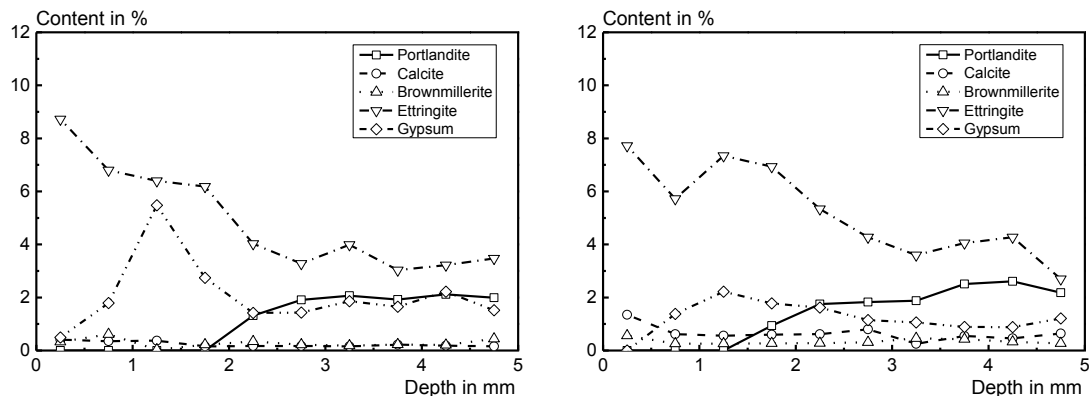 Content in %
12
10
8
6
4
2
0
Portlandite
Calcite
Brownmillerite
Ettringite
Gypsum
0 1 2 3 4 5
Depth in mm
Content in %
12
10
8
6
4
2
0
Portlandite
Calcite
Brownmillerite
Ettringite
Gypsum
0 1 2 3 4 5
Depth in mm